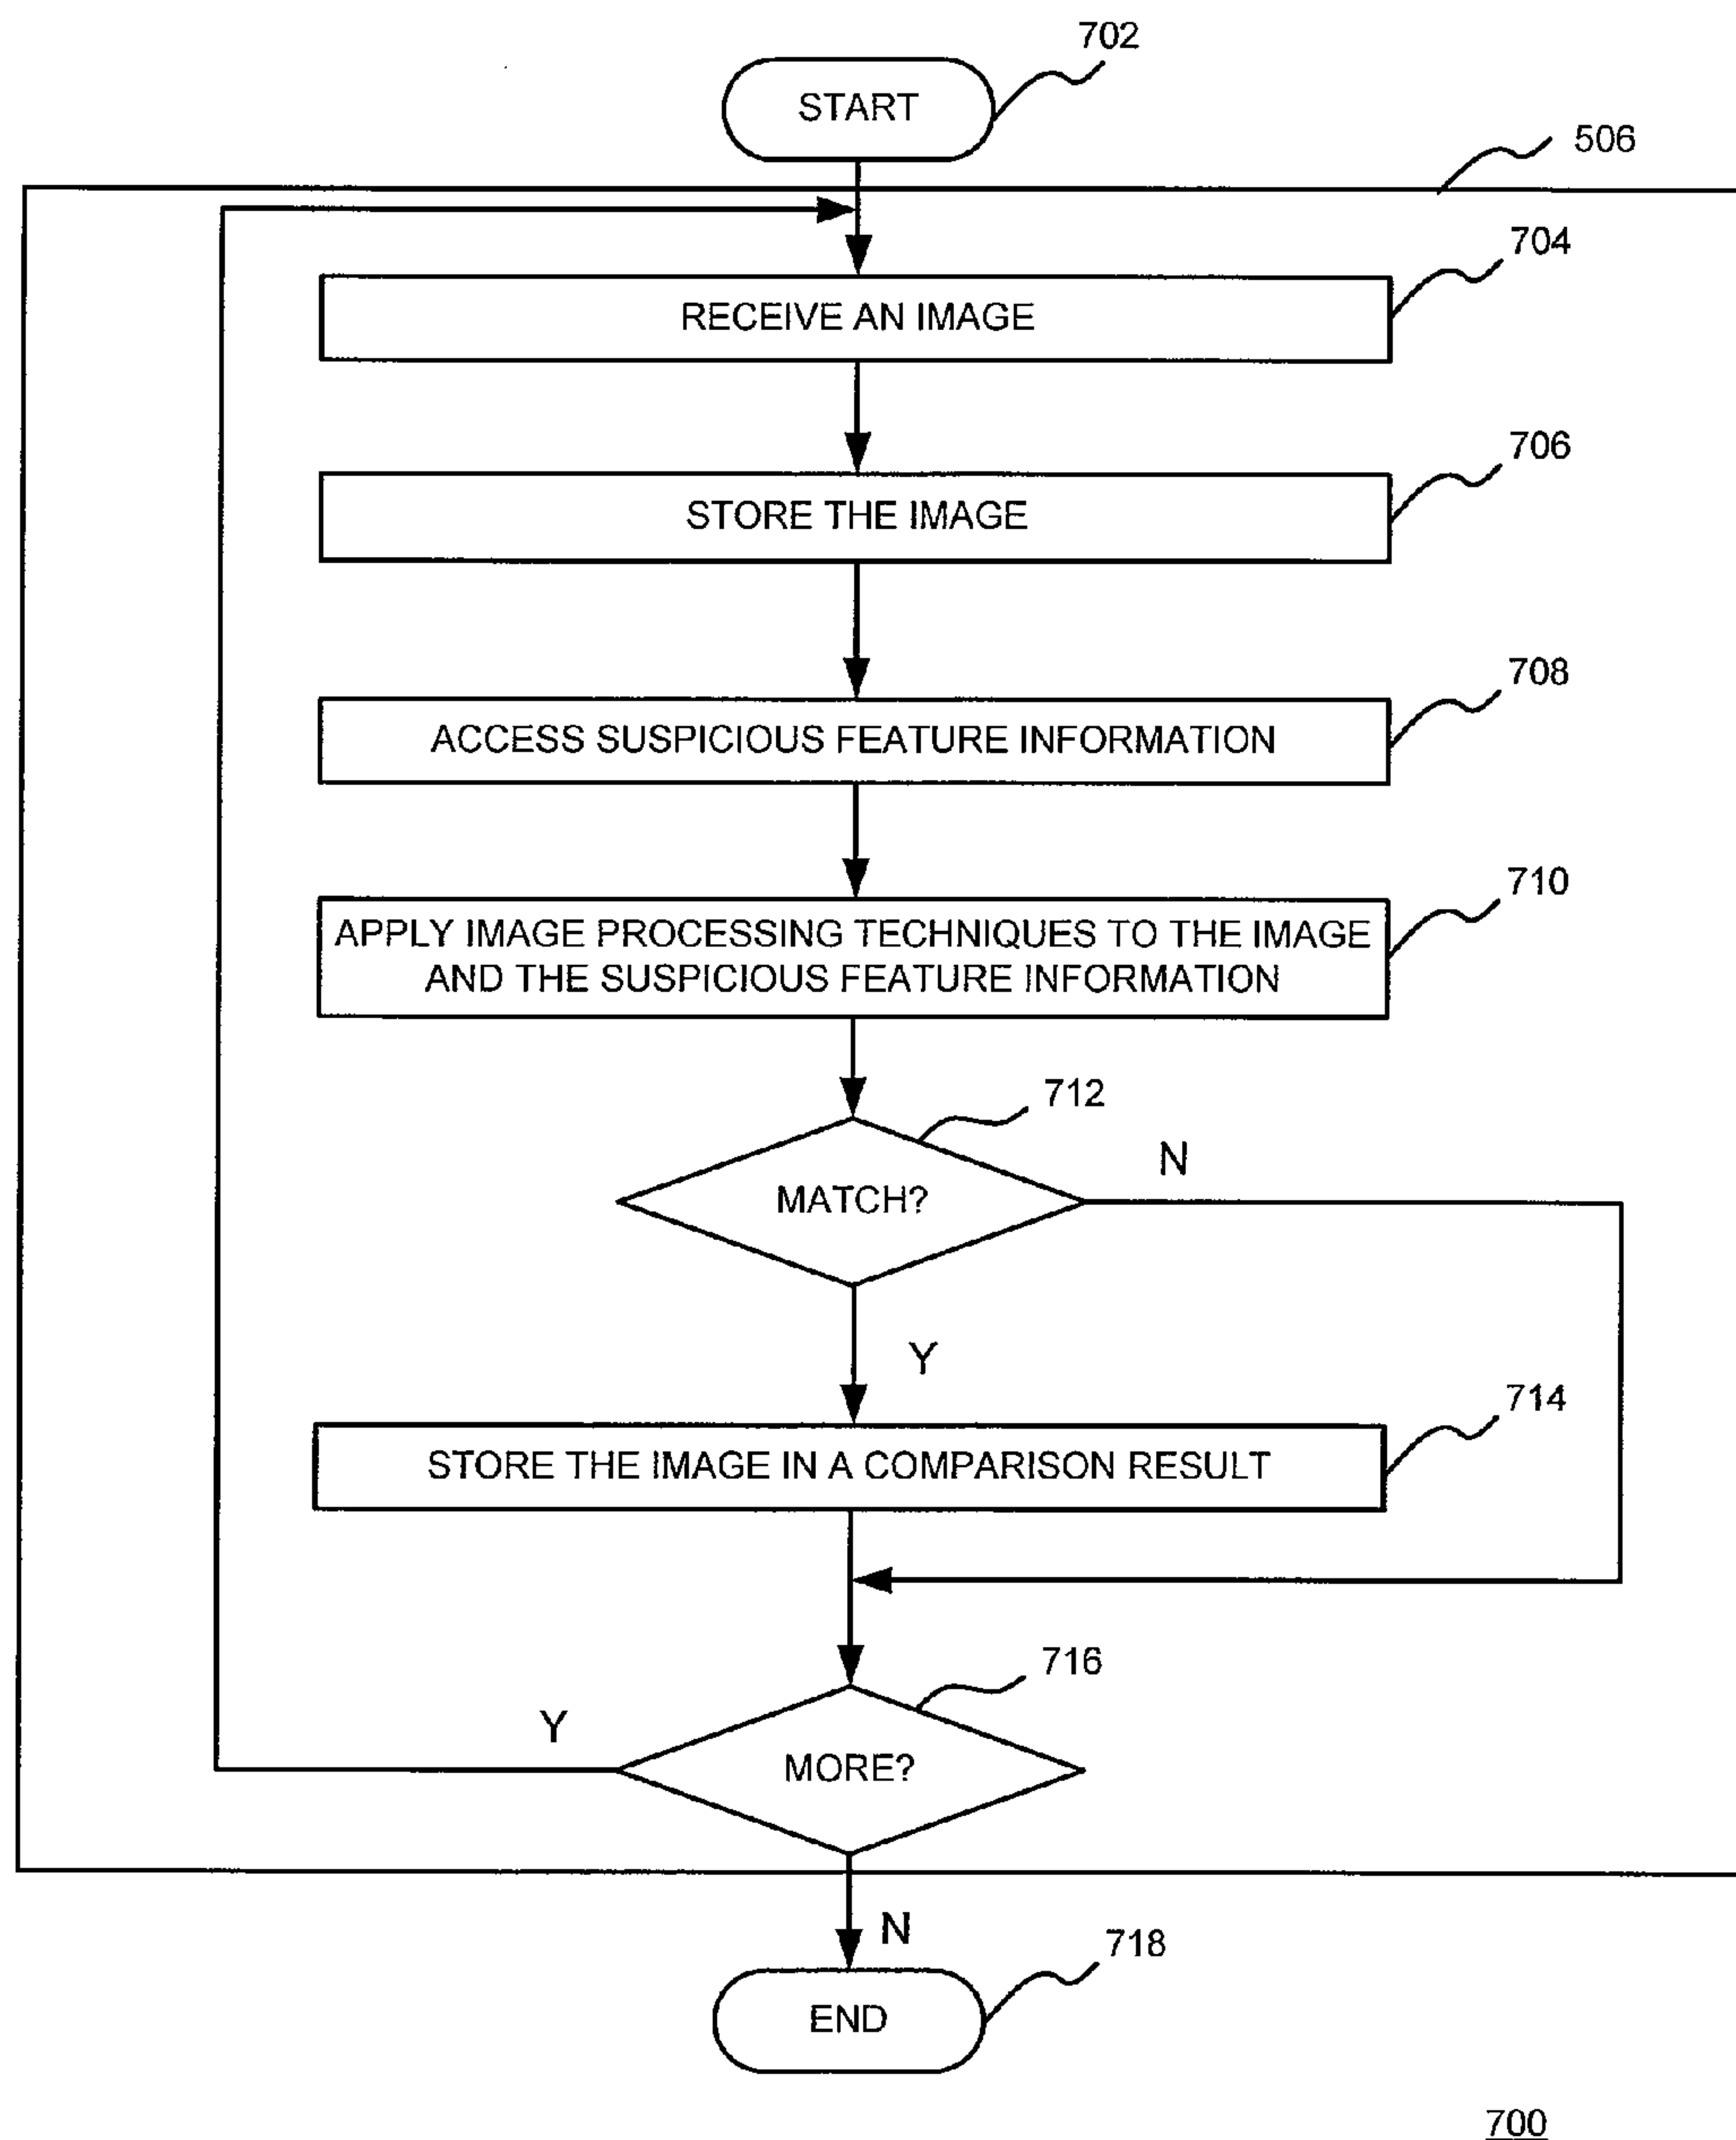 702
START
506
704
RECEIVE AN IMAGE
706
STORE THE IMAGE
708
ACCESS SUSPICIOUS FEATURE INFORMATION
710
APPLY IMAGE PROCESSING TECHNIQUES TO THE IMAGE
AND THE SUSPICIOUS FEATURE INFORMATION
712
N
MATCH?
Y
714
STORE THE IMAGE IN A COMPARISON RESULT
716
Y
MORE?
N
718
END
700